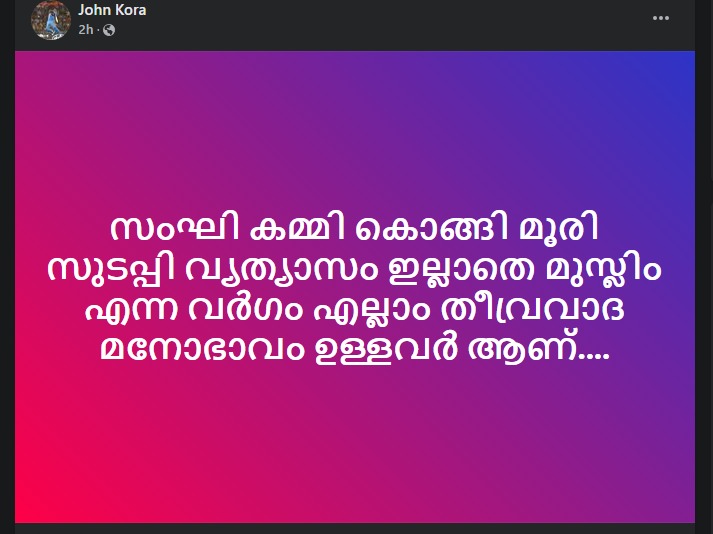 John Kora
2h ·
സംഘി കമ്മി കൊങ്ങി മൂരി
സുടപ്പി വ്യത്യാസം ഇല്ലാതെ മുസ്ലിം
എന്ന വർഗം എല്ലാം തീവ്രവാദ
മനോഭാവം ഉള്ളവർ ആണ്....